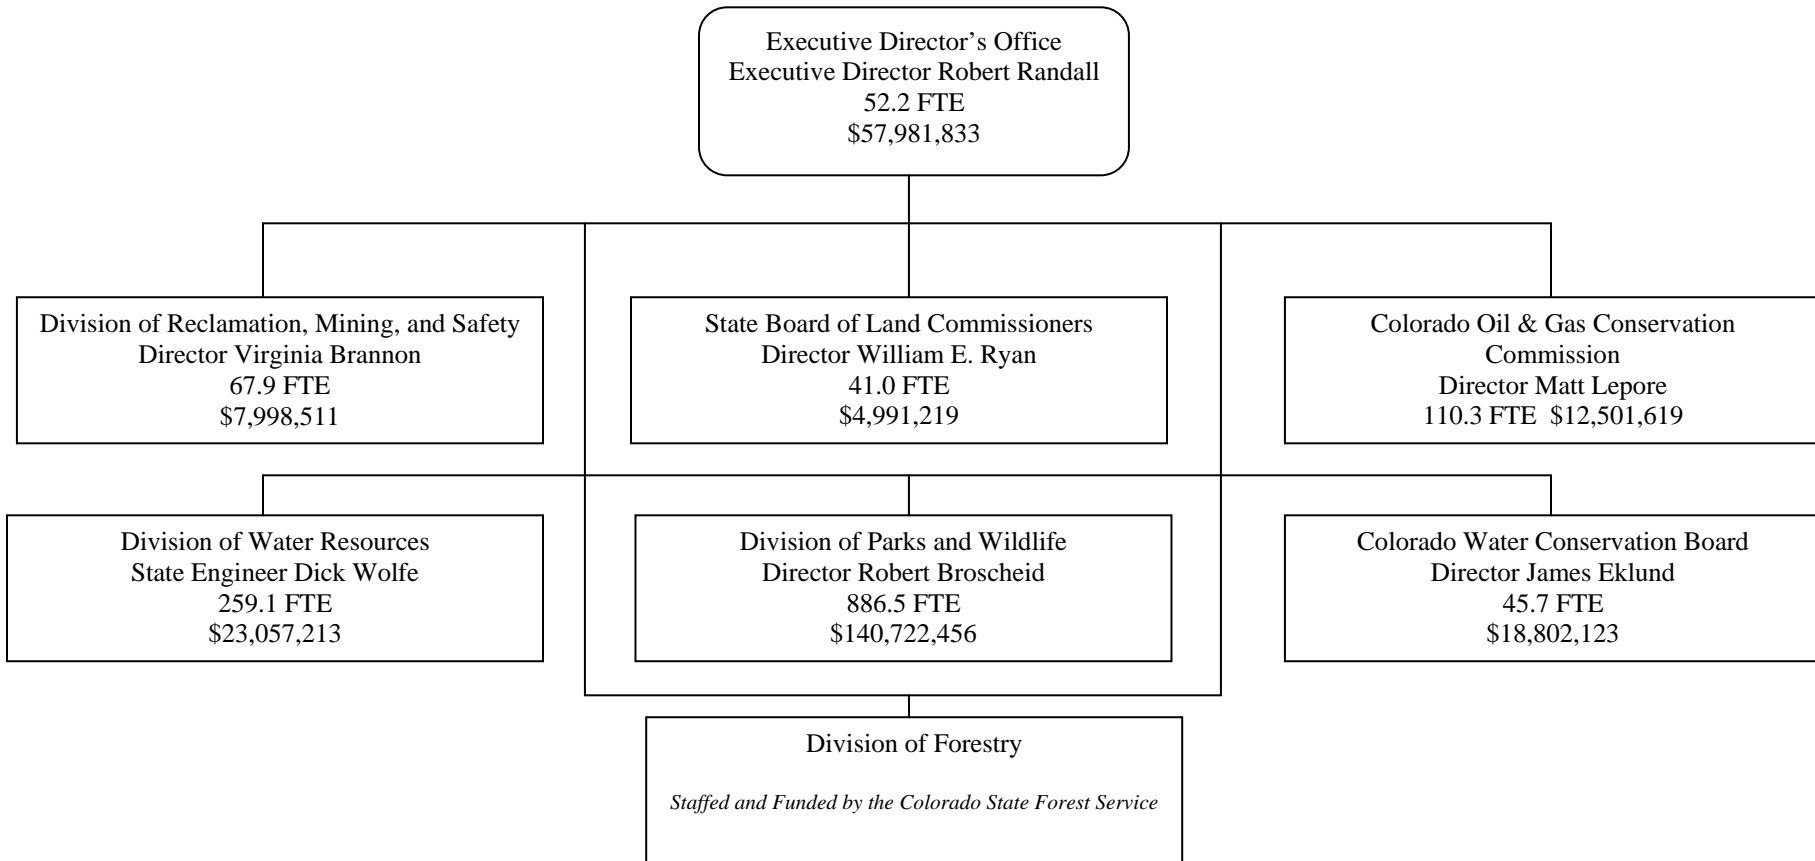 Executive Director’s Office
Executive Director Robert Randall
52.2 FTE
$57,981,833
Division of Reclamation, Mining, and Safety
Director Virginia Brannon
67.9 FTE
$7,998,511
State Board of Land Commissioners
Director William E. Ryan
41.0 FTE
$4,991,219
Colorado Oil & Gas Conservation
Commission
Director Matt Lepore
110.3 FTE $12,501,619
Division of Water Resources
State Engineer Dick Wolfe
259.1 FTE
$23,057,213
Division of Parks and Wildlife
Director Robert Broscheid
886.5 FTE
$140,722,456
Colorado Water Conservation Board
Director James Eklund
45.7 FTE
$18,802,123
Division of Forestry
Staffed and Funded by the Colorado State Forest Service